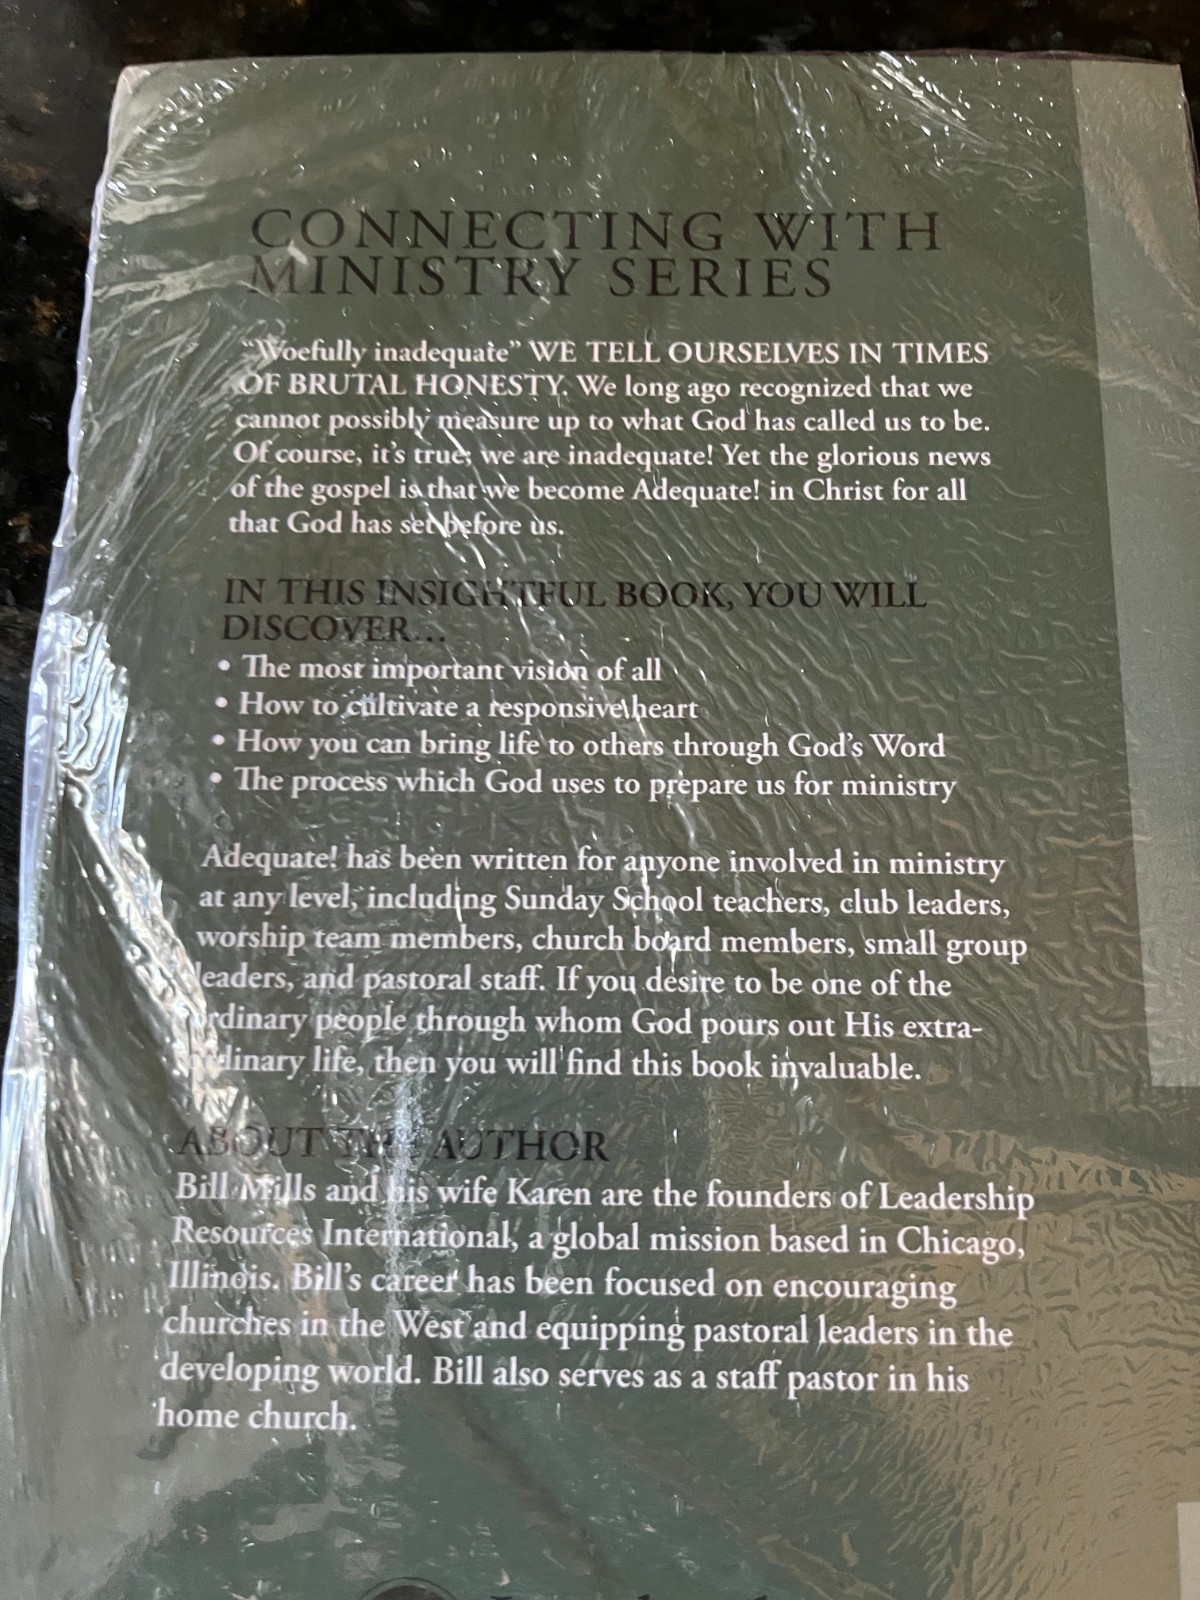 CONNECTING WITH
MINISTRY SERIES
“Woefully inadequate” WE TELL OURSELVES IN TIMES
OF BRUTAL HONESTY. We long ago recognized that we
cannot possibly measure up to what God has called us to be.
Of course, it’s true; we are inadequate! Yet the glorious news
of the gospel is that we become Adequate! in Christ for all
that God has set before us.
IN THIS INSIGHTFUL BOOK, YOU WILL
DISCOVER…
• The most important vision of all
• How to cultivate a responsive heart
• How you can bring life to others through God’s Word
• The process which God uses to prepare us for ministry
Adequate! has been written for anyone involved in ministry
at any level, including Sunday School teachers, club leaders,
worship team members, church board members, small group
leaders, and pastoral staff. If you desire to be one of the
ordinary people through whom God pours out His extra-
ordinary life, then you will find this book invaluable.
ABOUT THE AUTHOR
Bill Mills and his wife Karen are the founders of Leadership
Resources International, a global mission based in Chicago,
Illinois. Bill’s career has been focused on encouraging
churches in the West and equipping pastoral leaders in the
developing world. Bill also serves as a staff pastor in his
home church.